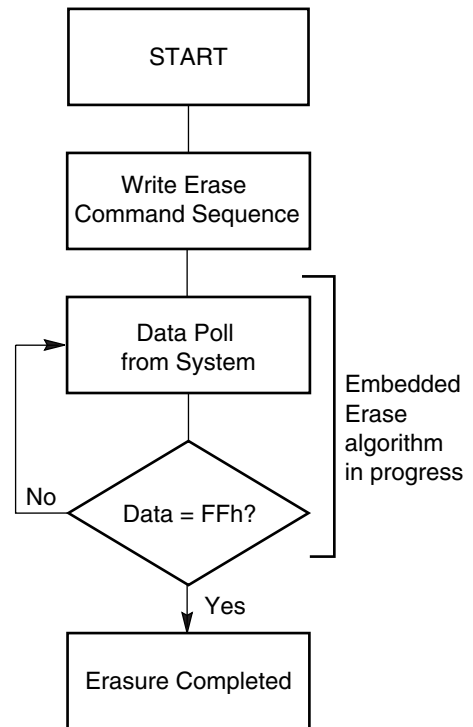 START
Write Erase
Command Sequence
Data Poll
from System
Embedded
Erase
algorithm
in progress
No
Data = FFh?
Yes
Erasure Completed